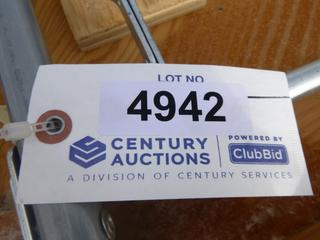 LOT NO
4942
CENTURY
AUCTIONS
POWERED BY
ClubBid
A DIVISION OF CENTURY SERVICES